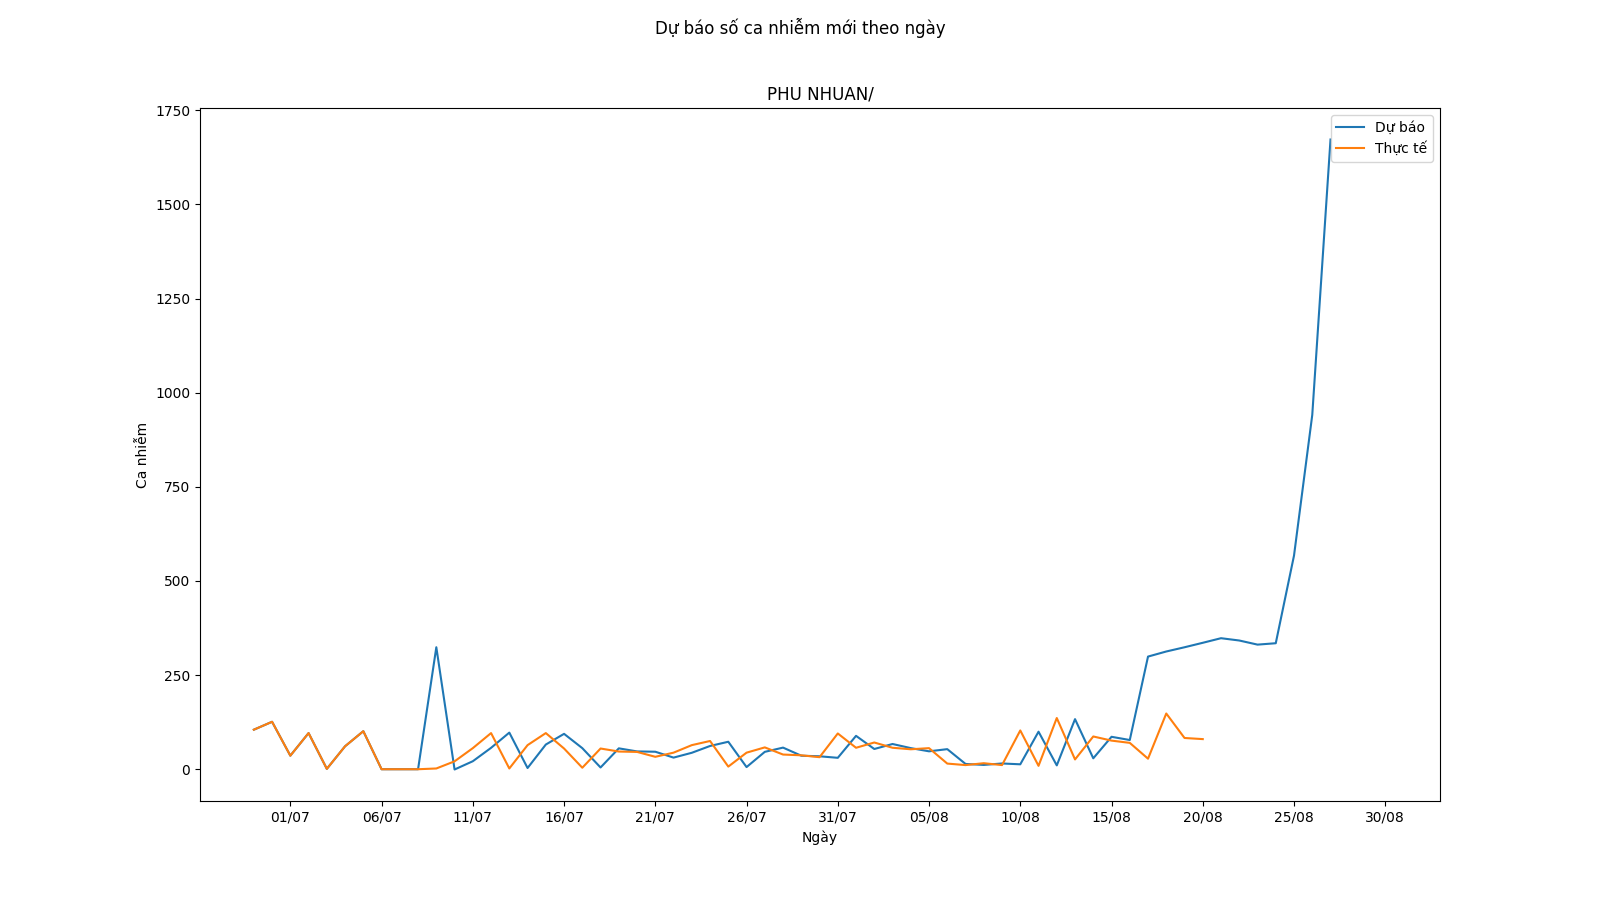 Dự báo số ca nhiễm mới theo ngày
PHU NHUAN/
1750
1500
1250
1000
750
500
250
0
Ca nhiễm
Dự báo
Thực tế
01/07 06/07 11/07 16/07 21/07 26/07 31/07 05/08 10/08 15/08 20/08 25/08 30/08
Ngày